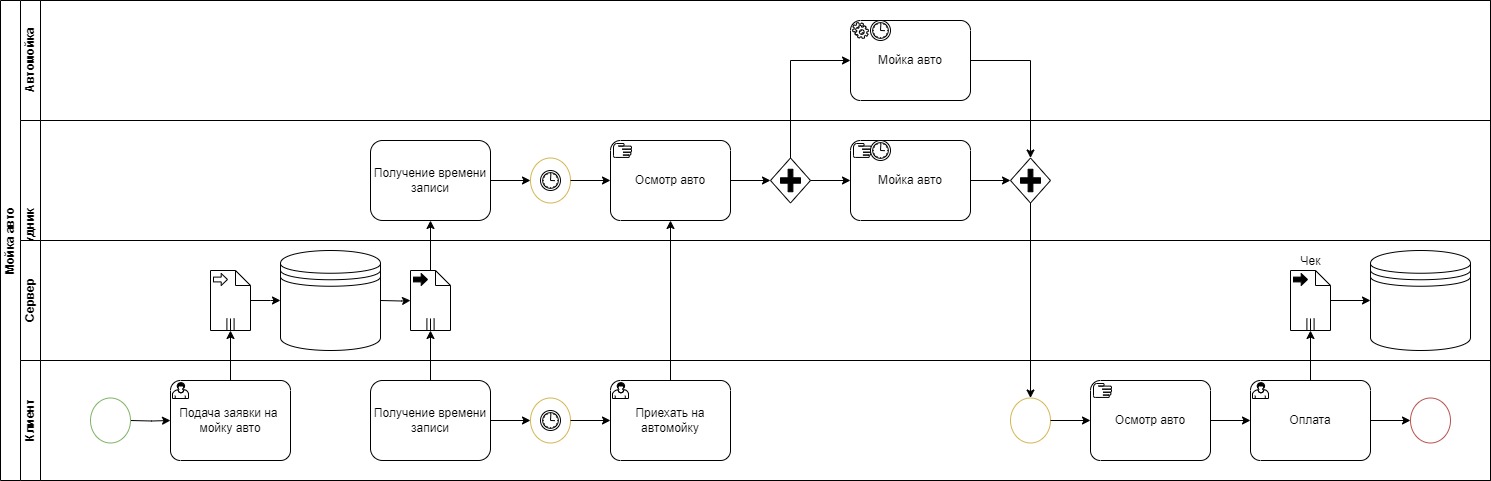 Мойка авто
Автомойка
Мойка авто
удник
Получение времени
записи
Осмотр авто
Мойка авто
Сервер
Чек
Клиент
Подача заявки на
мойку авто
Получение времени
записи
Приехать на
автомойку
Осмотр авто
Оплата